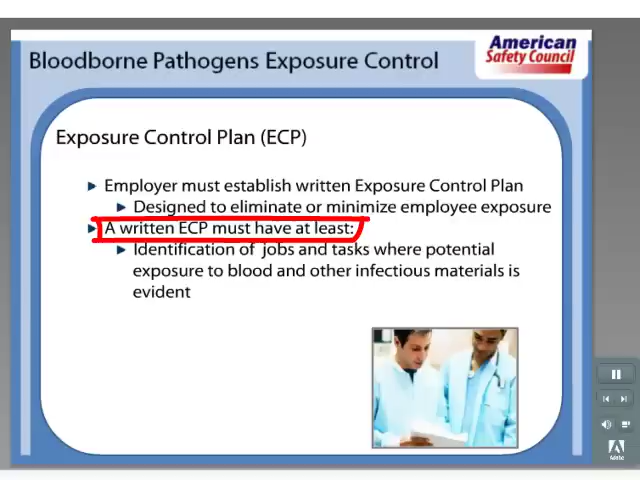 Bloodborne Pathogens Exposure Control
American
Safety Council
Exposure Control Plan (ECP)
Employer must establish written Exposure Control Plan
Designed to eliminate or minimize employee exposure
A written ECP must have at least:
Identification of jobs and tasks where potential
exposure to blood and other infectious materials is
evident
Adobe